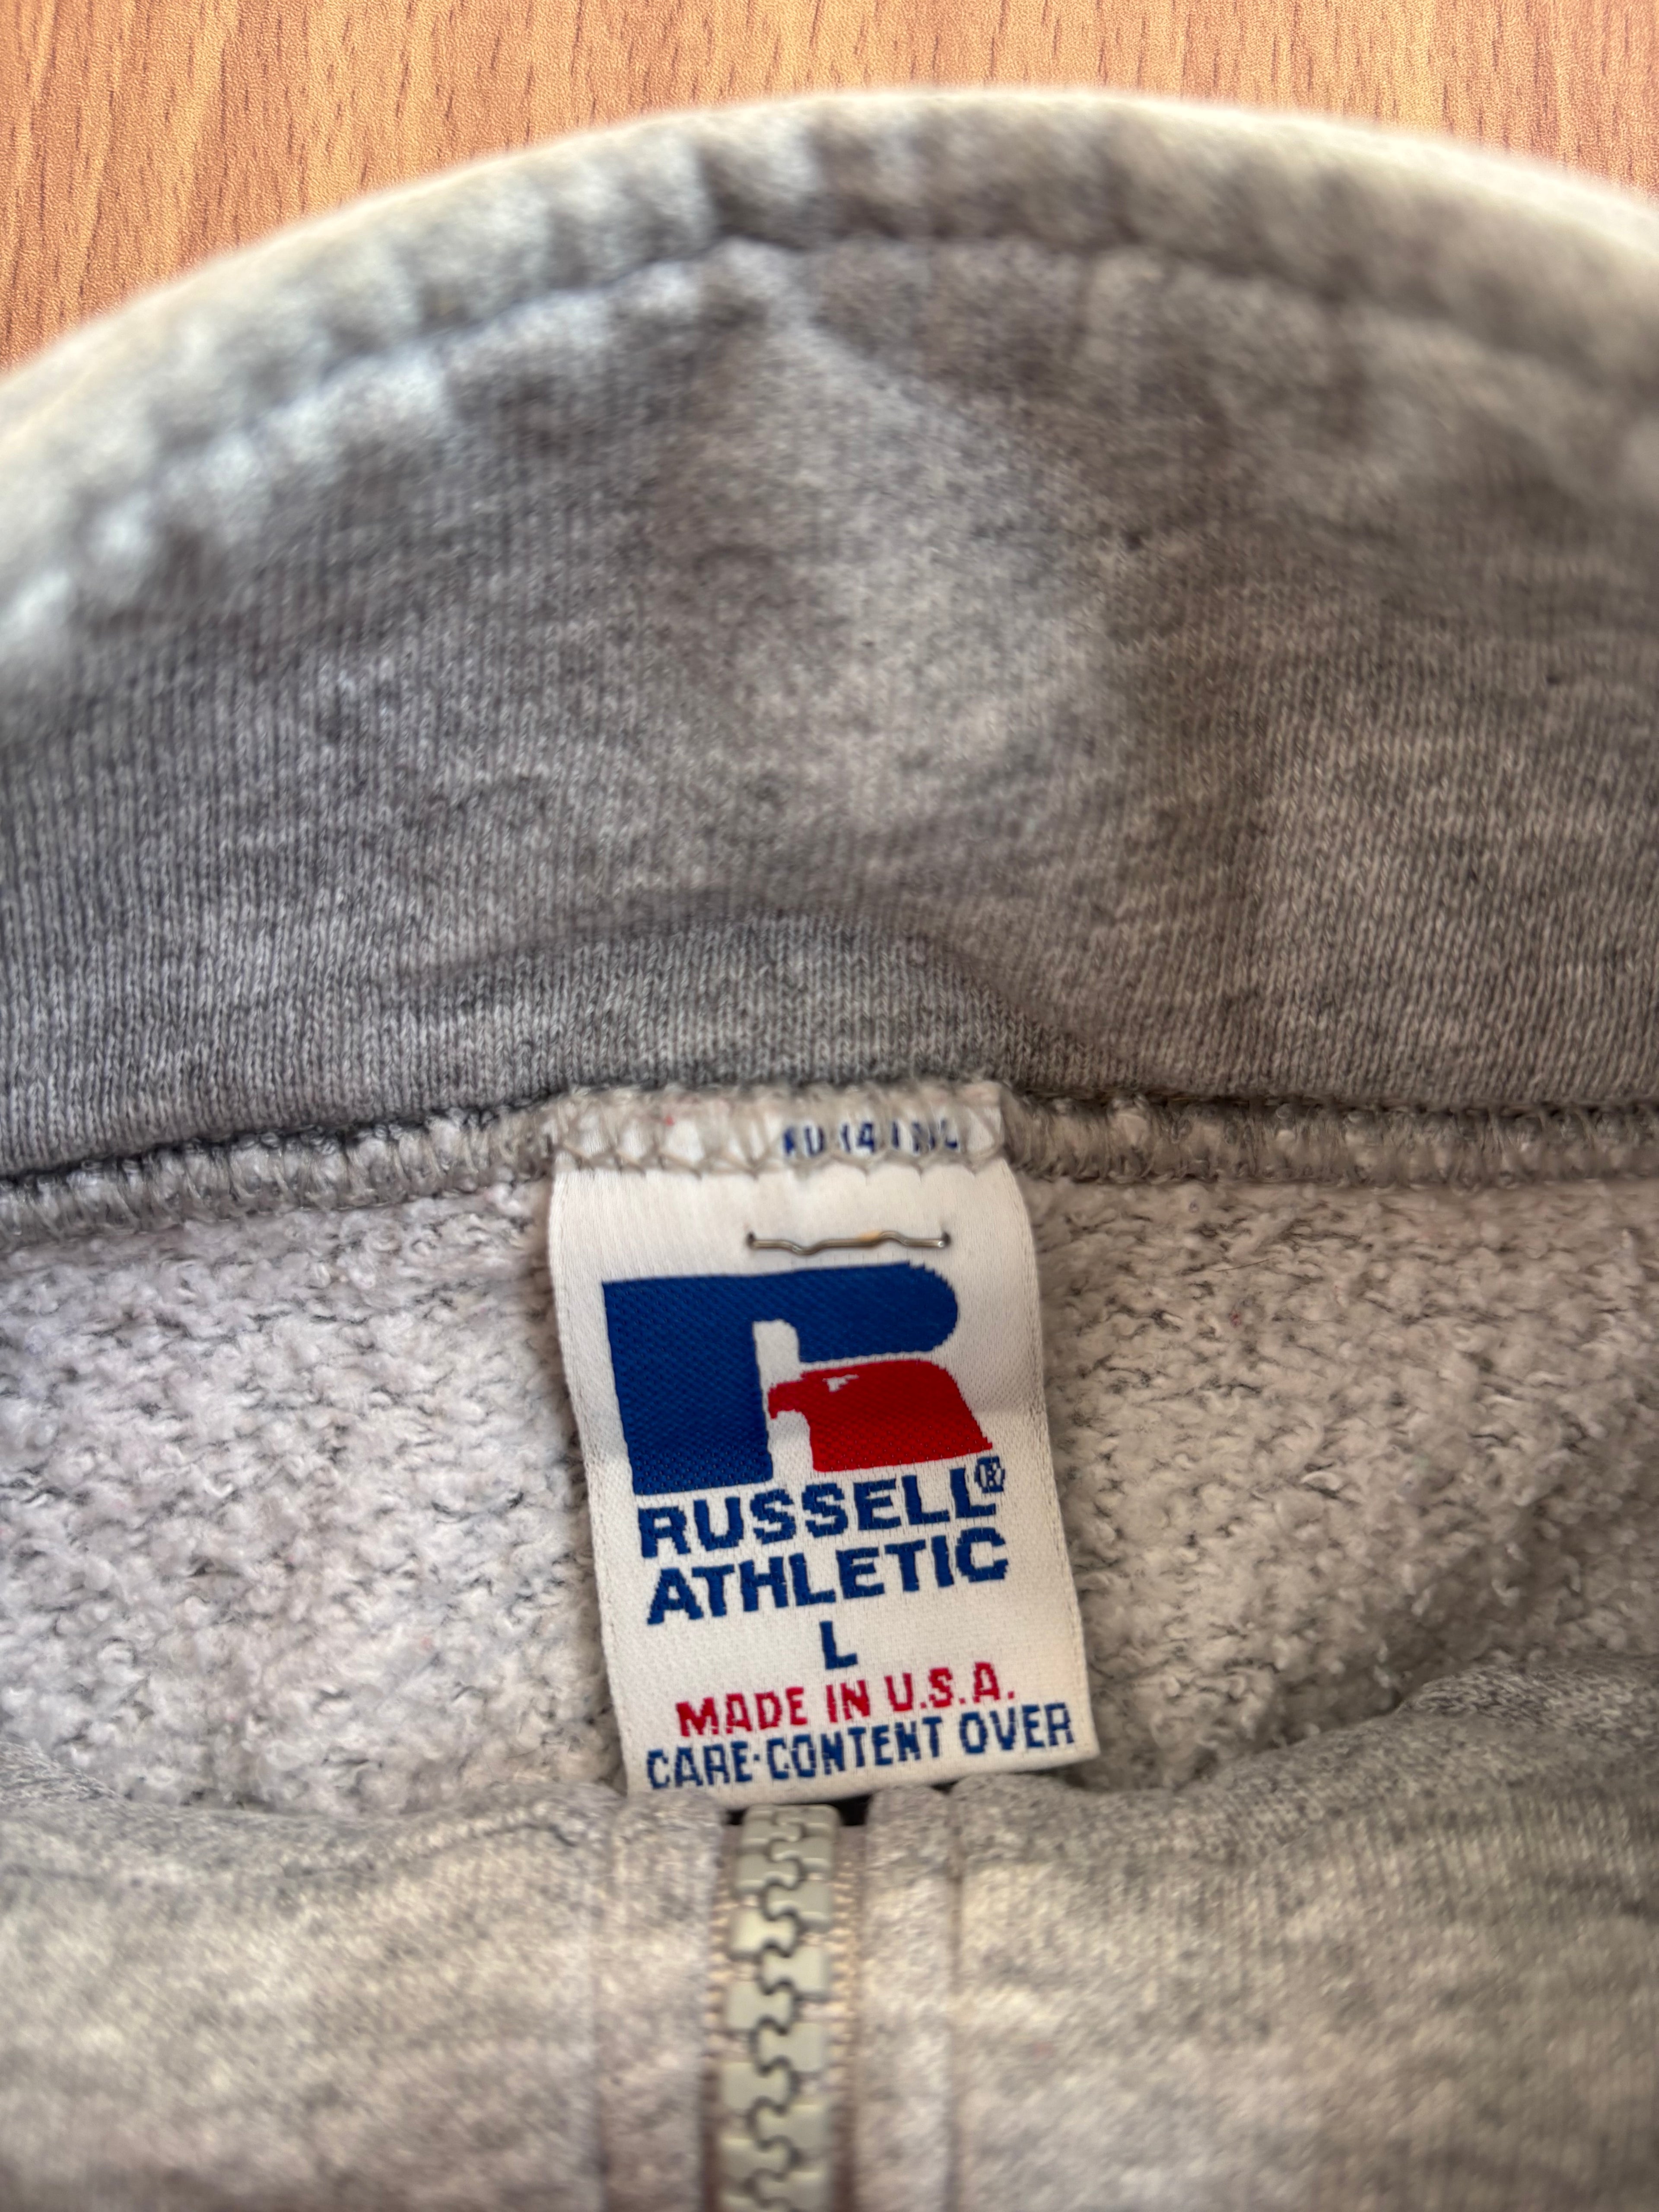 RUSSELL®
ATHLETIC
L
MADE IN U.S.A.
CARE·CONTENT OVER